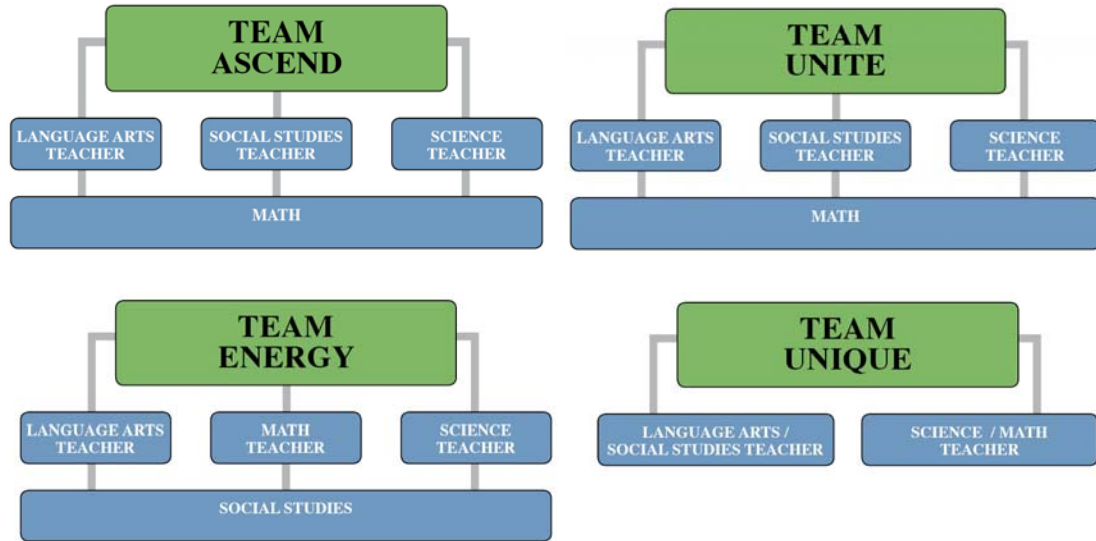 TEAM
ASCEND
LANGUAGE ARTS
TEACHER
SOCIAL STUDIES
TEACHER
SCIENCE
TEACHER
MATH
TEAM
UNITE
LANGUAGE ARTS
TEACHER
SOCIAL STUDIES
TEACHER
SCIENCE
TEACHER
MATH
TEAM
ENERGY
LANGUAGE ARTS
TEACHER
MATH
TEACHER
SCIENCE
TEACHER
SOCIAL STUDIES
TEAM
UNIQUE
LANGUAGE ARTS /
SOCIAL STUDIES TEACHER
SCIENCE / MATH
TEACHER